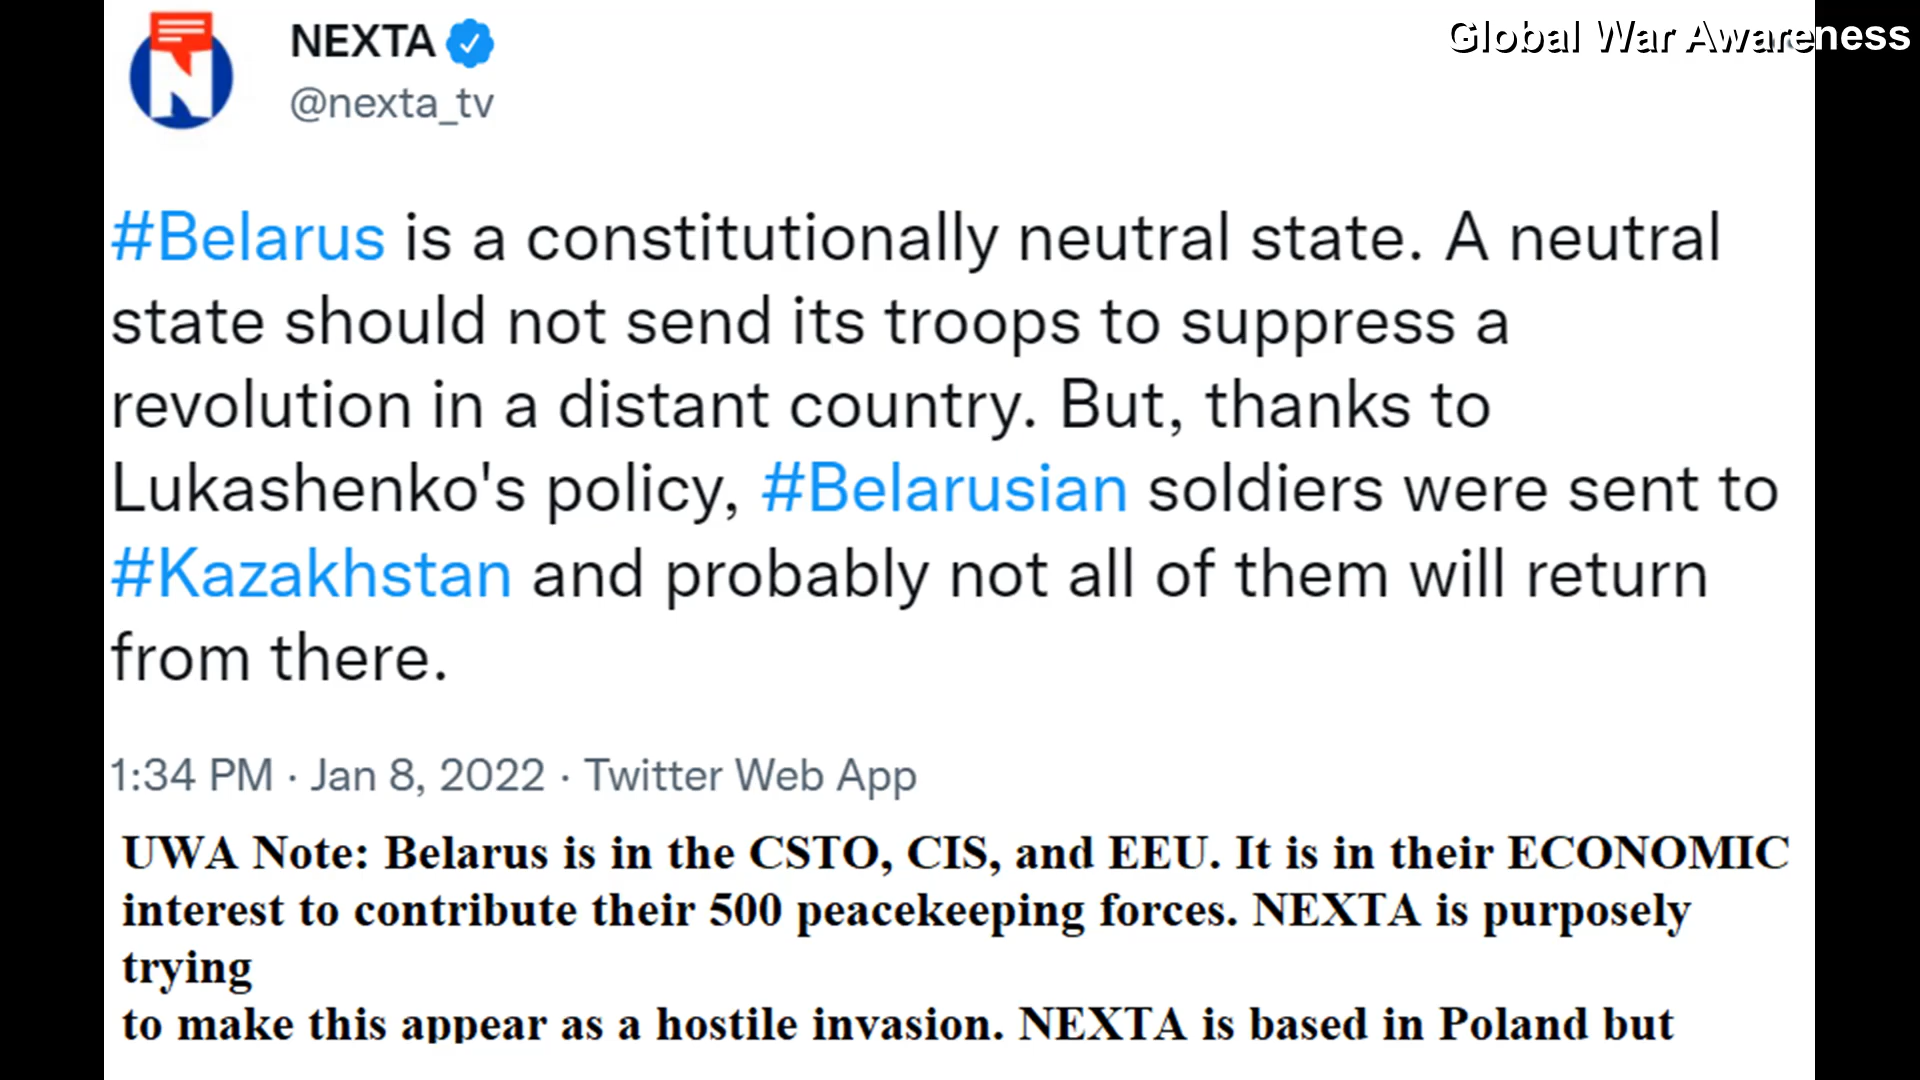 NEXTA
Global War Awareness
@nexta_tv
#Belarus is a constitutionally neutral state. A neutral
state should not send its troops to suppress a
revolution in a distant country. But, thanks to
Lukashenko's policy, #Belarusian soldiers were sent to
#Kazakhstan and probably not all of them will return
from there.
1:34 PM · Jan 8, 2022 · Twitter Web App
UWA Note: Belarus is in the CSTO, CIS, and EEU. It is in their ECONOMIC
interest to contribute their 500 peacekeeping forces. NEXTA is purposely
trying
to make this appear as a hostile invasion. NEXTA is based in Poland but